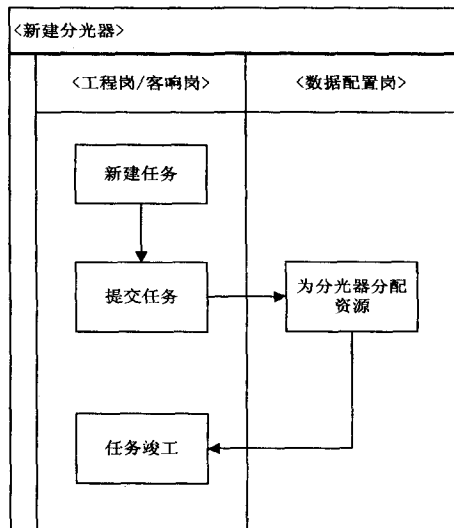 <新建分光器>
<工程岗/客响岗>
<数据配置岗>
新建任务
提交任务
为分光器分配
资源
任务竣工